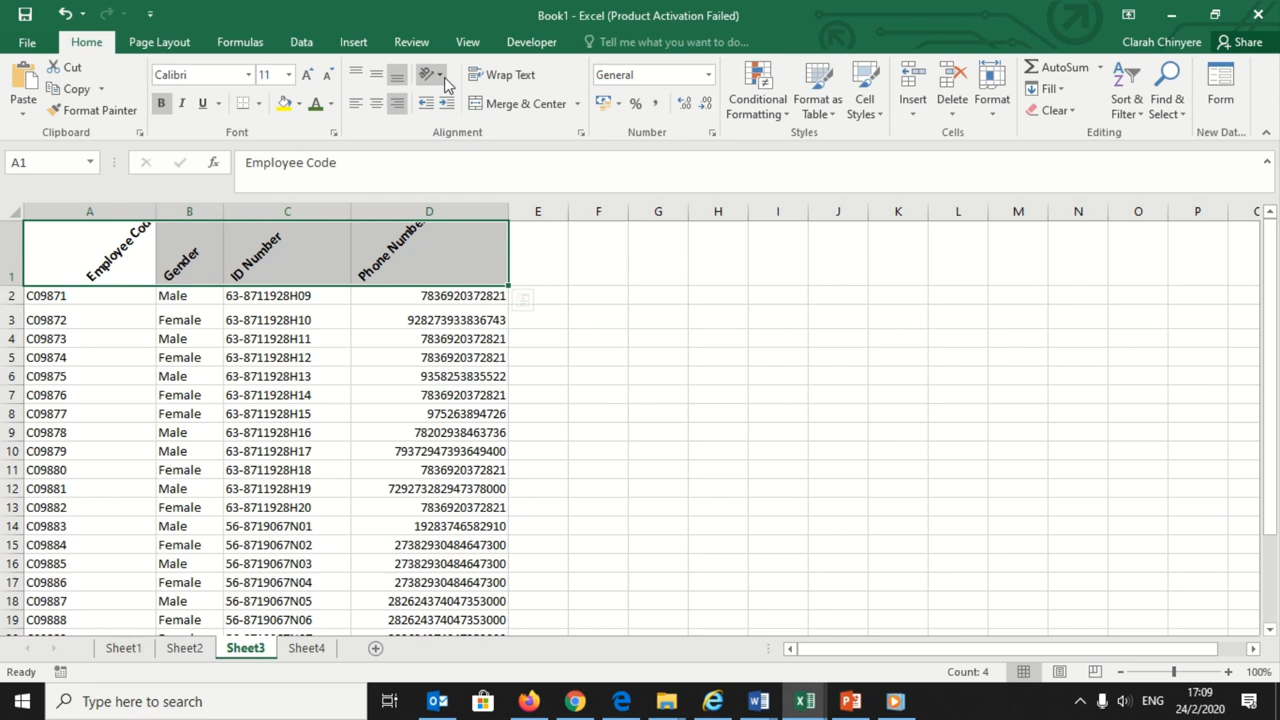 Book1 - Excel (Product Activation Failed)
File Home Page Layout Formulas Data Insert Review View Developer Tell me what you want to do... Clarah Chinyere Share
Paste Cut Copy Format Painter Clipboard
Calibri 11 B I U A Font
Wrap Text Merge & Center Alignment
General % , Number
Conditional Formatting Format as Table Cell Styles Styles
Insert Delete Format Cells
AutoSum Fill Clear Sort & Filter Find & Select Editing
Form New Dat...
A1 fx Employee Code
A B C D E F G H I J K L M N O P
1 Gender ID Number
2 C09871 Male 63-8711928H09 7836920372821
3 C09872 Female 63-8711928H10 928273933836743
4 C09873 Male 63-8711928H11 7836920372821
5 C09874 Female 63-8711928H12 7836920372821
6 C09875 Male 63-8711928H13 9358253835522
7 C09876 Female 63-8711928H14 7836920372821
8 C09877 Female 63-8711928H15 975263894726
9 C09878 Male 63-8711928H16 78202938463736
10 C09879 Male 63-8711928H17 79372947393649400
11 C09880 Female 63-8711928H18 7836920372821
12 C09881 Male 63-8711928H19 729273282947378000
13 C09882 Female 63-8711928H20 7836920372821
14 C09883 Male 56-8719067N01 19283746582910
15 C09884 Female 56-8719067N02 27382930484647300
16 C09885 Male 56-8719067N03 27382930484647300
17 C09886 Female 56-8719067N04 27382930484647300
18 C09887 Male 56-8719067N05 282624374047353000
19 C09888 Female 56-8719067N06 282624374047353000
Sheet1 Sheet2 Sheet3 Sheet4
Ready Count: 4 100%
Type here to search ENG 17:09
24/2/2020